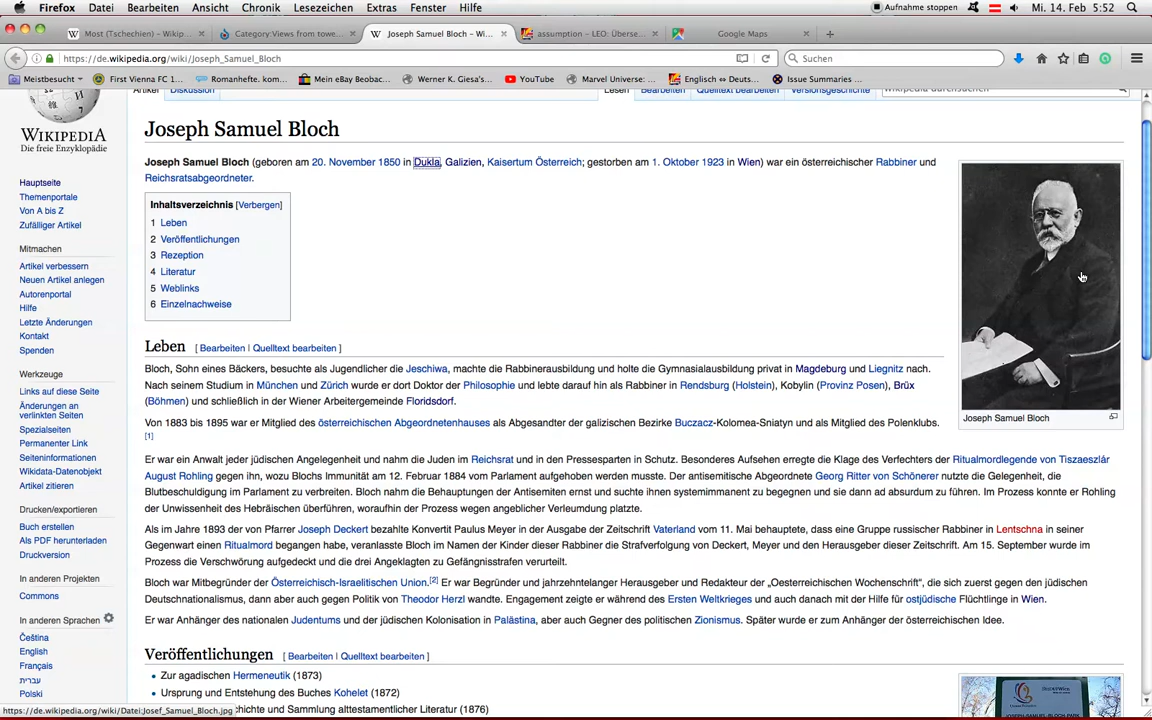 Firefox Datei Bearbeiten Ansicht Chronik Lesezeichen Extras Fenster Hilfe Aufnahme stoppen Mi. 14. Feb 5:52
Most (Tschechien) – Wikip… Category:Views from towe… Joseph Samuel Bloch – Wi… assumption – LEO: Überse… Google Maps
https://de.wikipedia.org/wiki/Joseph_Samuel_Bloch Suchen
Meistbesucht First Vienna FC 1... Romanhefte. kom... Mein eBay Beobac... Werner K. Giesa's... YouTube Marvel Universe: ... Englisch ⇔ Deuts... Issue Summaries ...
Artikel Diskussion Lesen Bearbeiten Quelltext bearbeiten Versionsgeschichte Wikipedia durchsuchen
WIKIPEDIA
Die freie Enzyklopädie
Hauptseite
Themenportale
Von A bis Z
Zufälliger Artikel
Mitmachen
Artikel verbessern
Neuen Artikel anlegen
Autorenportal
Hilfe
Letzte Änderungen
Kontakt
Spenden
Werkzeuge
Links auf diese Seite
Änderungen an
verlinkten Seiten
Spezialseiten
Permanenter Link
Seiteninformationen
Wikidata-Datenobjekt
Artikel zitieren
Drucken/exportieren
Buch erstellen
Als PDF herunterladen
Druckversion
In anderen Projekten
Commons
In anderen Sprachen
Čeština
English
Français
עברית
Polski
Joseph Samuel Bloch
Joseph Samuel Bloch (geboren am 20. November 1850 in Dukla, Galizien, Kaisertum Österreich; gestorben am 1. Oktober 1923 in Wien) war ein österreichischer Rabbiner und
Reichsratsabgeordneter.
Inhaltsverzeichnis [Verbergen]
1 Leben
2 Veröffentlichungen
3 Rezeption
4 Literatur
5 Weblinks
6 Einzelnachweise
Joseph Samuel Bloch
Leben [ Bearbeiten | Quelltext bearbeiten ]
Bloch, Sohn eines Bäckers, besuchte als Jugendlicher die Jeschiwa, machte die Rabbinerausbildung und holte die Gymnasialausbildung privat in Magdeburg und Liegnitz nach.
Nach seinem Studium in München und Zürich wurde er dort Doktor der Philosophie und lebte darauf hin als Rabbiner in Rendsburg (Holstein), Kobylin (Provinz Posen), Brüx
(Böhmen) und schließlich in der Wiener Arbeitergemeinde Floridsdorf.
Von 1883 bis 1895 war er Mitglied des österreichischen Abgeordnetenhauses als Abgesandter der galizischen Bezirke Buczacz-Kolomea-Sniatyn und als Mitglied des Polenklubs.
[1]
Er war ein Anwalt jeder jüdischen Angelegenheit und nahm die Juden im Reichsrat und in den Pressesparten in Schutz. Besonderes Aufsehen erregte die Klage des Verfechters der Ritualmordlegende von Tiszaeszlár
August Rohling gegen ihn, wozu Blochs Immunität am 12. Februar 1884 vom Parlament aufgehoben werden musste. Der antisemitische Abgeordnete Georg Ritter von Schönerer nutzte die Gelegenheit, die
Blutbeschuldigung im Parlament zu verbreiten. Bloch nahm die Behauptungen der Antisemiten ernst und suchte ihnen systemimmanent zu begegnen und sie dann ad absurdum zu führen. Im Prozess konnte er Rohling
der Unwissenheit des Hebräischen überführen, woraufhin der Prozess wegen angeblicher Verjährung platzte.
Als im Jahre 1893 der von Pfarrer Joseph Deckert bezahlte Konvertit Paulus Meyer in der Ausgabe der Zeitschrift Vaterland vom 11. Mai behauptete, dass eine Gruppe russischer Rabbiner in Lentschna in seiner
Gegenwart einen Ritualmord begangen habe, veranlasste Bloch im Namen der Kinder dieser Rabbiner die Strafverfolgung von Deckert, Meyer und den Herausgeber dieser Zeitschrift. Am 15. September wurde im
Prozess die Verschwörung aufgedeckt und die drei Angeklagten zu Gefängnisstrafen verurteilt.
Bloch war Mitbegründer der Österreichisch-Israelitischen Union.[2] Er war Begründer und jahrzehntelanger Herausgeber und Redakteur der „Oesterreichischen Wochenschrift“, die sich zuerst gegen den jüdischen
Deutschnationalismus, dann aber auch gegen Politik von Theodor Herzl wandte. Engagement zeigte er während des Ersten Weltkrieges und auch danach mit der Hilfe für ostjüdische Flüchtlinge in Wien.
Er war Anhänger des nationalen Judentums und der jüdischen Kolonisation in Palästina, aber auch Gegner des politischen Zionismus. Später wurde er zum Anhänger der österreichischen Idee.
Veröffentlichungen [ Bearbeiten | Quelltext bearbeiten ]
Zur agadischen Hermeneutik (1873)
Ursprung und Entstehung des Buches Kohelet (1872)
chichte und Sammlung alttestamentlicher Literatur (1876)
https://de.wikipedia.org/wiki/Datei:Josef_Samuel_Bloch.jpg